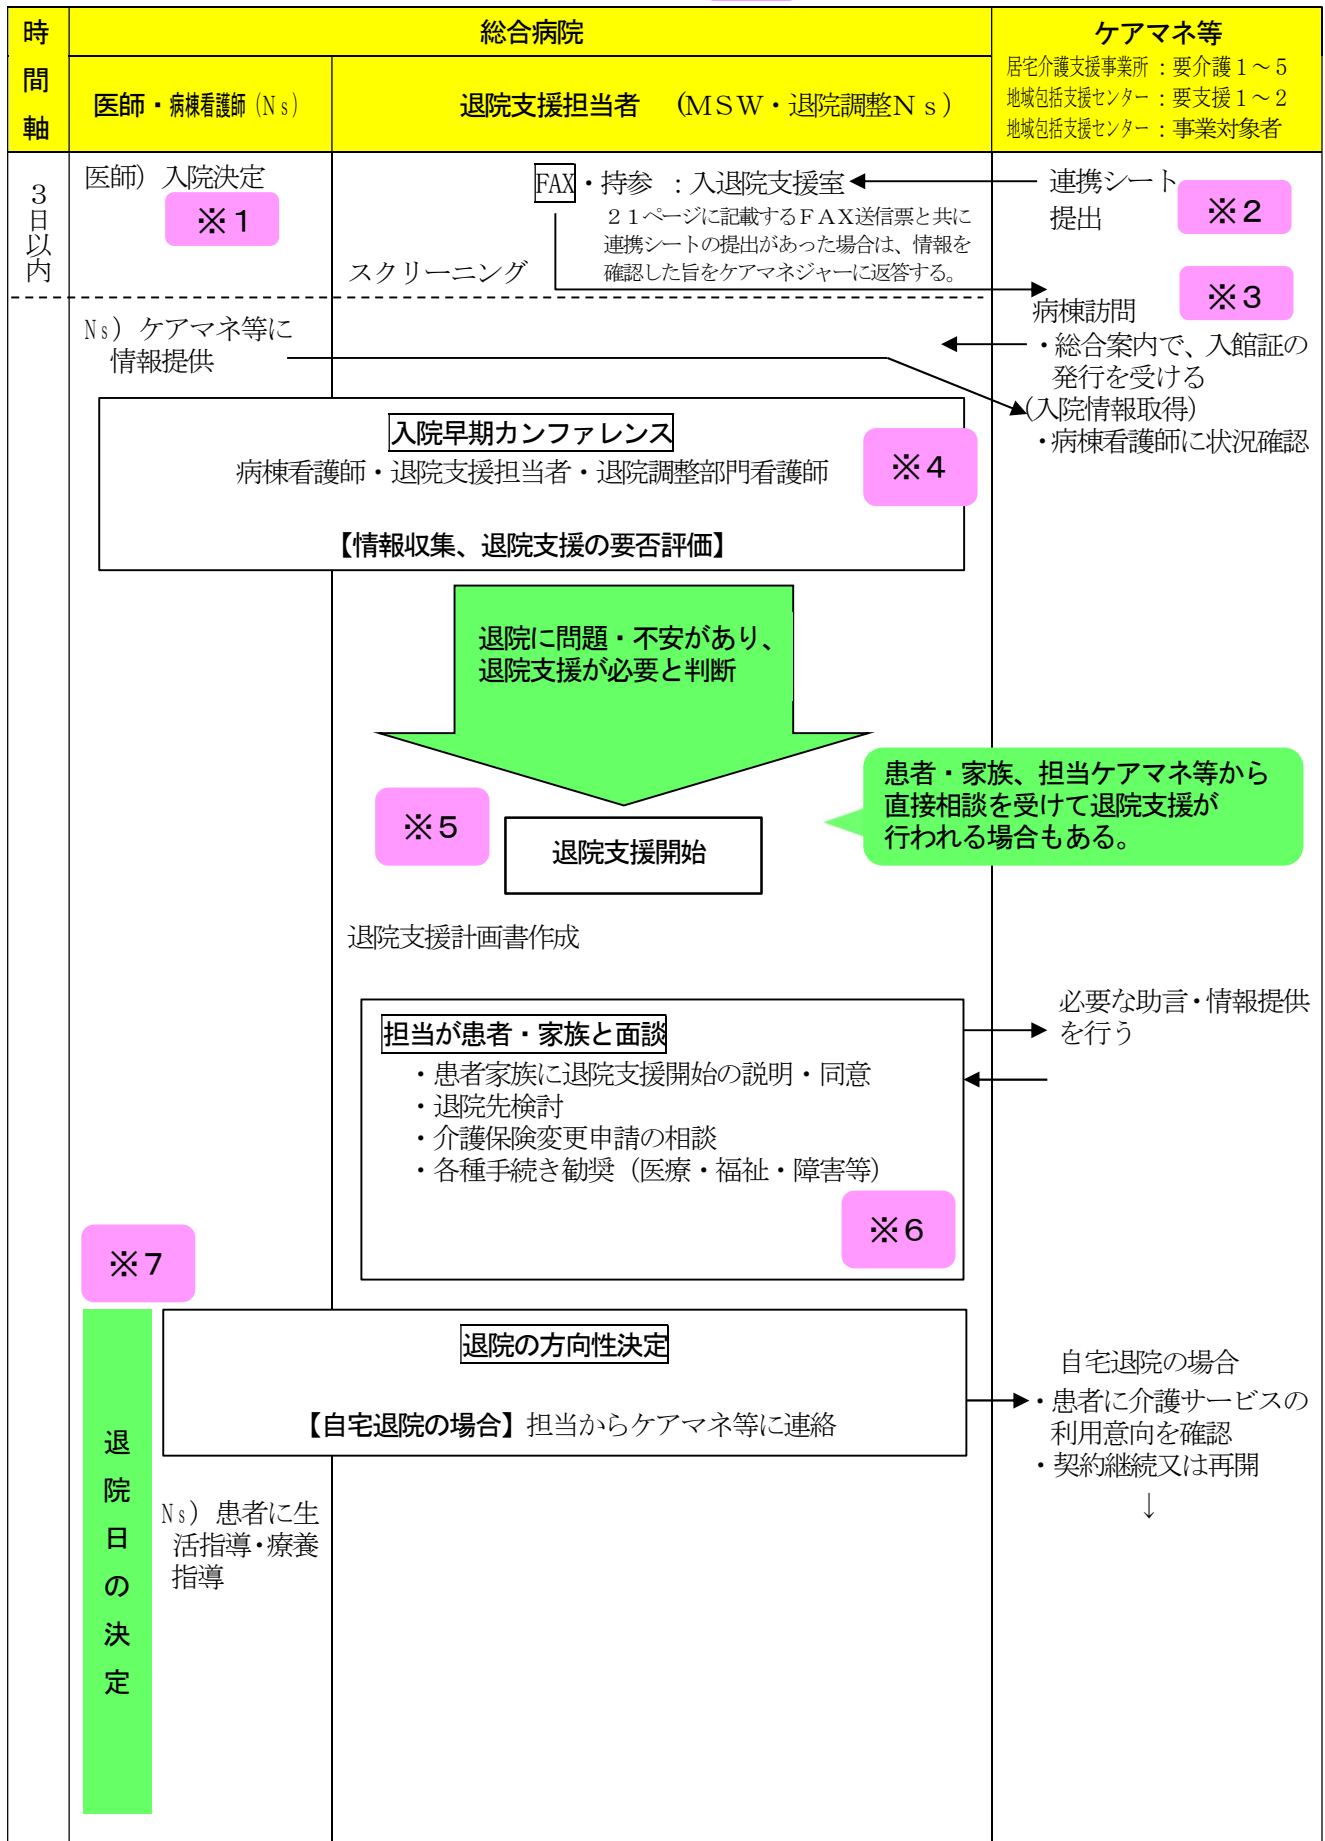 時間軸
総合病院
ケアマネ等
居宅介護支援事業所：要介護１～５
地域包括支援センター：要支援１～２
地域包括支援センター：事業対象者
医師・病棟看護師（Ｎｓ）
退院支援担当者　（ＭＳＷ・退院調整Ｎｓ）
３日以内
医師）入院決定
※１
FAX・持参　：入退院支援室
２１ページに記載するＦＡＸ送信票と共に
連携シートの提出があった場合は、情報を
確認した旨をケアマネジャーに返答する。
連携シート
提出
※２
スクリーニング
※３
病棟訪問
・総合案内で、入館証の
発行を受ける
（入院情報取得）
・病棟看護師に状況確認
Ｎｓ）ケアマネ等に
情報提供
入院早期カンファレンス
病棟看護師・退院支援担当者・退院調整部門看護師
※４
【情報収集、退院支援の要否評価】
退院に問題・不安があり、
退院支援が必要と判断
患者・家族、担当ケアマネ等から
直接相談を受けて退院支援が
行われる場合もある。
※５
退院支援開始
退院支援計画書作成
担当が患者・家族と面談
・患者家族に退院支援開始の説明・同意
・退院先検討
・介護保険変更申請の相談
・各種手続き勧奨（医療・福祉・障害等）
※６
必要な助言・情報提供
を行う
※７
退院の方向性決定
【自宅退院の場合】担当からケアマネ等に連絡
自宅退院の場合
・患者に介護サービスの
利用意向を確認
・契約継続又は再開
↓
退院日の決定
Ｎｓ）患者に生
活指導・療養
指導